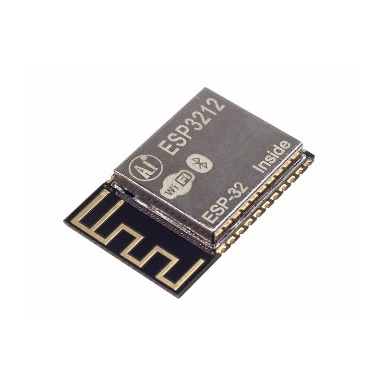 Ai ESP3212
WiFi
ESP-32 Inside